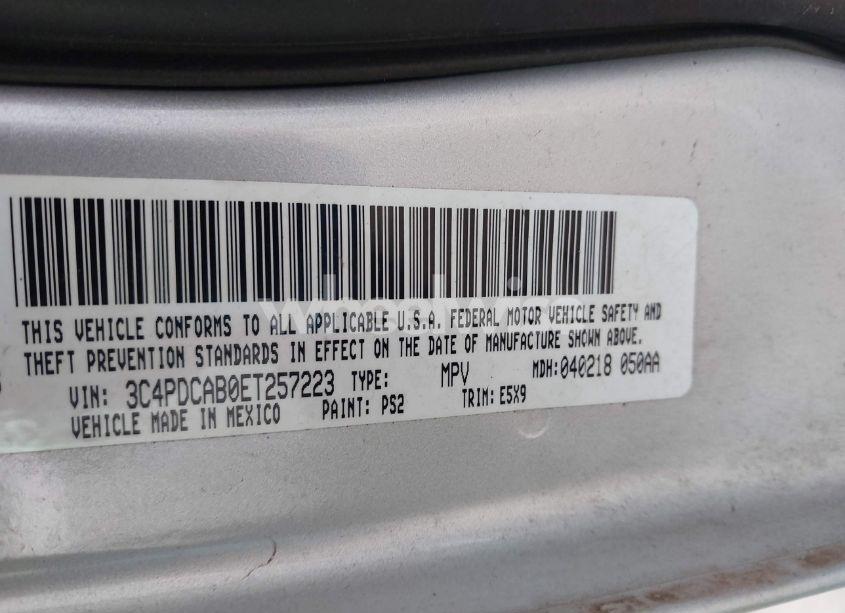 THIS VEHICLE CONFORMS TO ALL APPLICABLE U.S.A. FEDERAL MOTOR VEHICLE SAFETY AND
THEFT PREVENTION STANDARDS IN EFFECT ON THE DATE OF MANUFACTURE SHOWN ABOVE.
VIN: 3C4PDCAB0ET257223 TYPE: MPV MDH:040218 050AA
VEHICLE MADE IN MEXICO PAINT: PS2 TRIM: E5X9